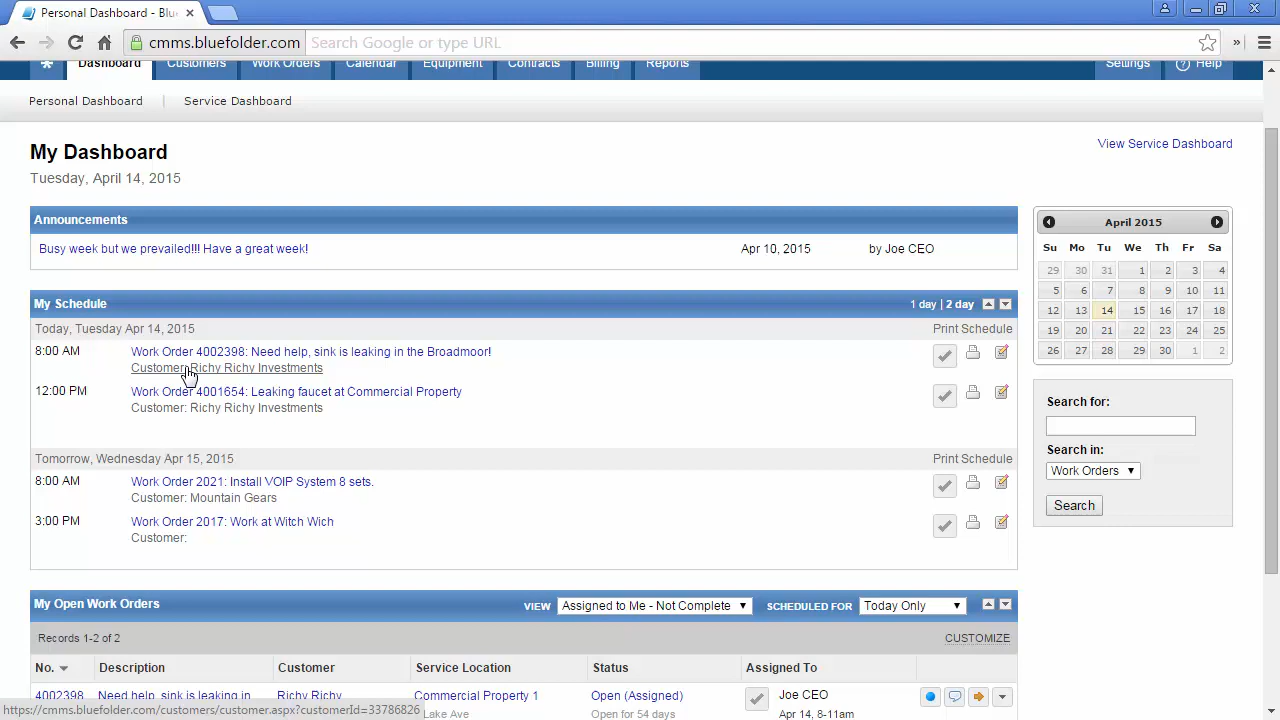 Personal Dashboard - Blu
cmms.bluefolder.com
Search Google or type URL
Dashboard
Customers
Work Orders
Calendar
Equipment
Contracts
Billing
Reports
Settings
? Help
Personal Dashboard
Service Dashboard
My Dashboard
View Service Dashboard
Tuesday, April 14, 2015
Announcements
Busy week but we prevailed!!! Have a great week! Apr 10, 2015 by Joe CEO
My Schedule 1 day | 2 day
Today, Tuesday Apr 14, 2015 Print Schedule
8:00 AM Work Order 4002398: Need help, sink is leaking in the Broadmoor!
Customer: Richy Richy Investments
12:00 PM Work Order 4001654: Leaking faucet at Commercial Property
Customer: Richy Richy Investments
Tomorrow, Wednesday Apr 15, 2015 Print Schedule
8:00 AM Work Order 2021: Install VOIP System 8 sets.
Customer: Mountain Gears
3:00 PM Work Order 2017: Work at Witch Wich
Customer:
My Open Work Orders VIEW Assigned to Me - Not Complete SCHEDULED FOR Today Only
Records 1-2 of 2 CUSTOMIZE
No. Description Customer Service Location Status Assigned To
4002398 Need help, sink is leaking in Richy Richy Commercial Property 1 Open (Assigned) Joe CEO
Lake Ave Open for 54 days Apr 14, 8-11am
https://cmms.bluefolder.com/customers/customer.aspx?customerId=33786826
April 2015
Su Mo Tu We Th Fr Sa
29 30 31 1 2 3 4
5 6 7 8 9 10 11
12 13 14 15 16 17 18
19 20 21 22 23 24 25
26 27 28 29 30 1 2
Search for:
Search in:
Work Orders
Search